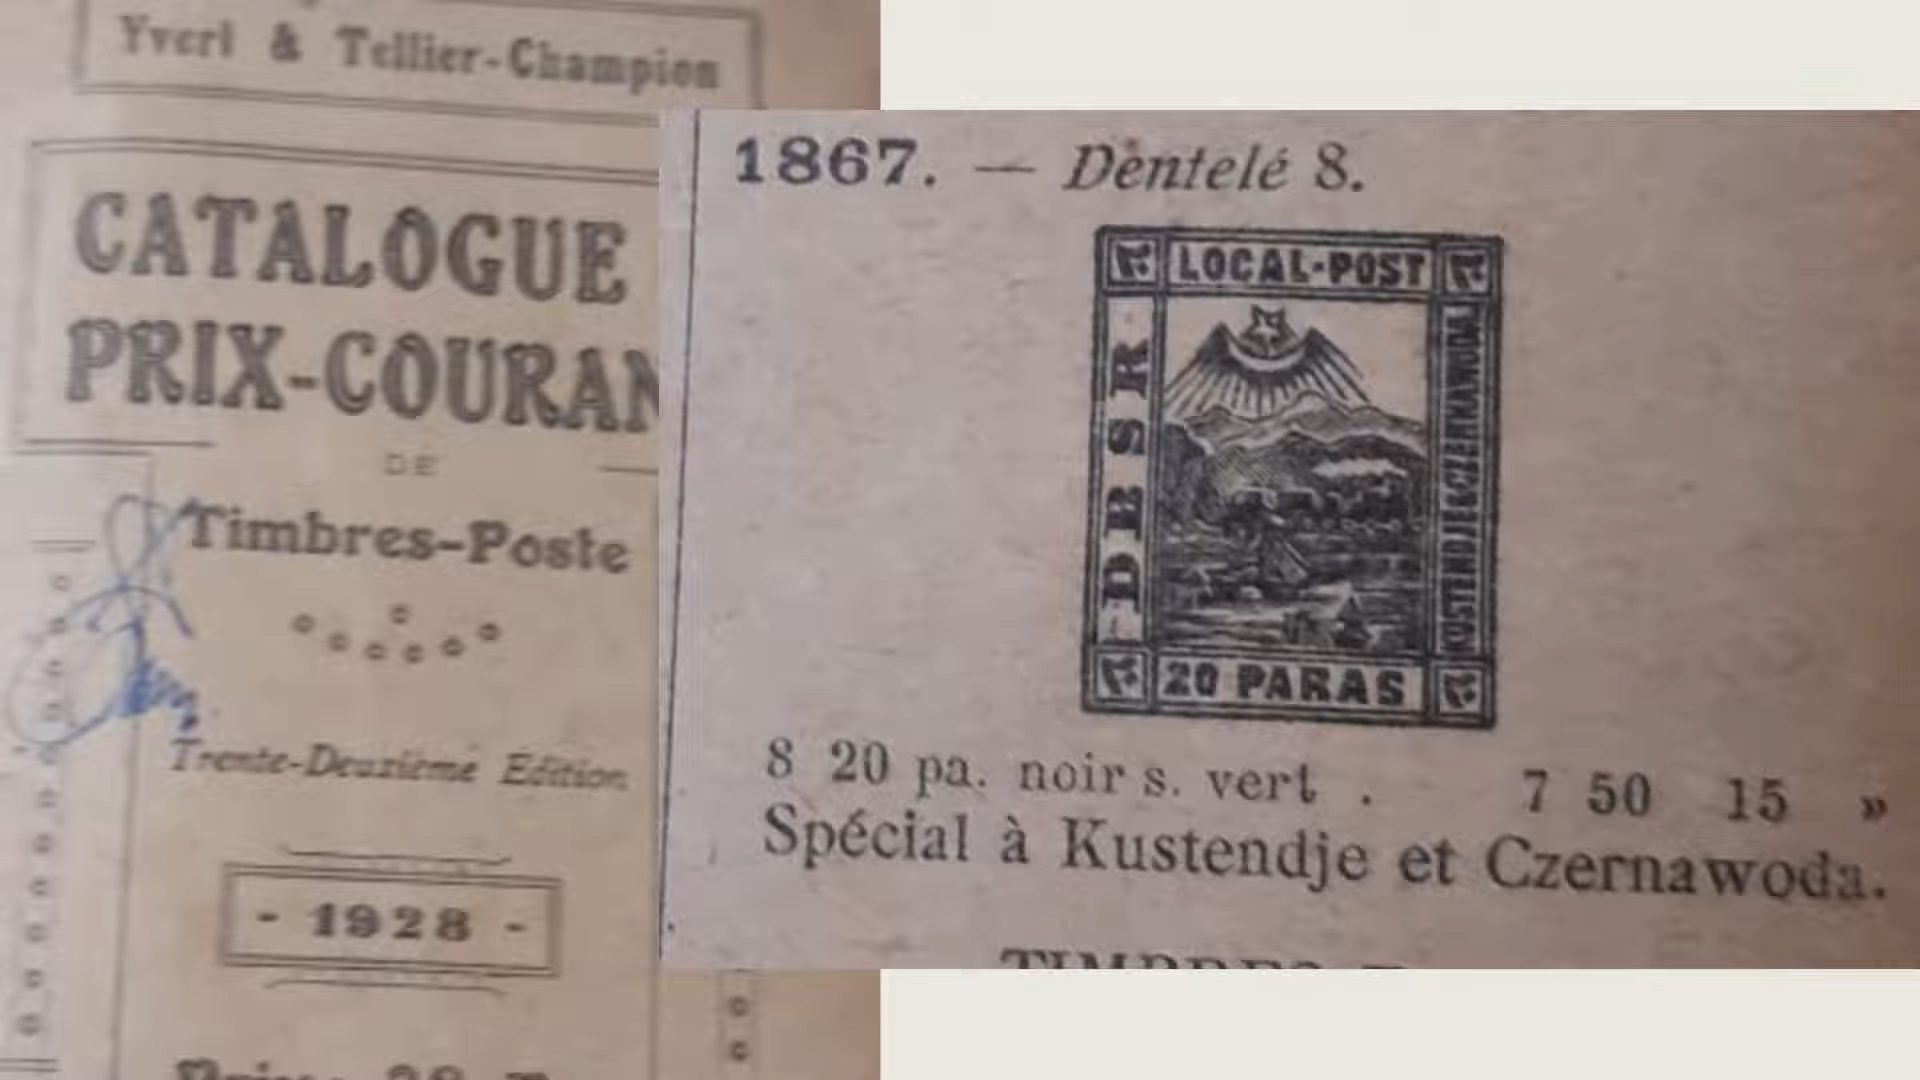 Yvert & Tellier-Champion
CATALOGUE
PRIX-COURAN
DE
Timbres-Poste
Trente-Deuxième Edition
- 1928 -
1867. — Dentelé 8.
LOCAL-POST
D B S R
KUSTENDJE & CZERNAWODA
20 PARAS
8 20 pa. noir s. vert . 7 50 15 »
Spécial à Kustendje et Czernawoda.